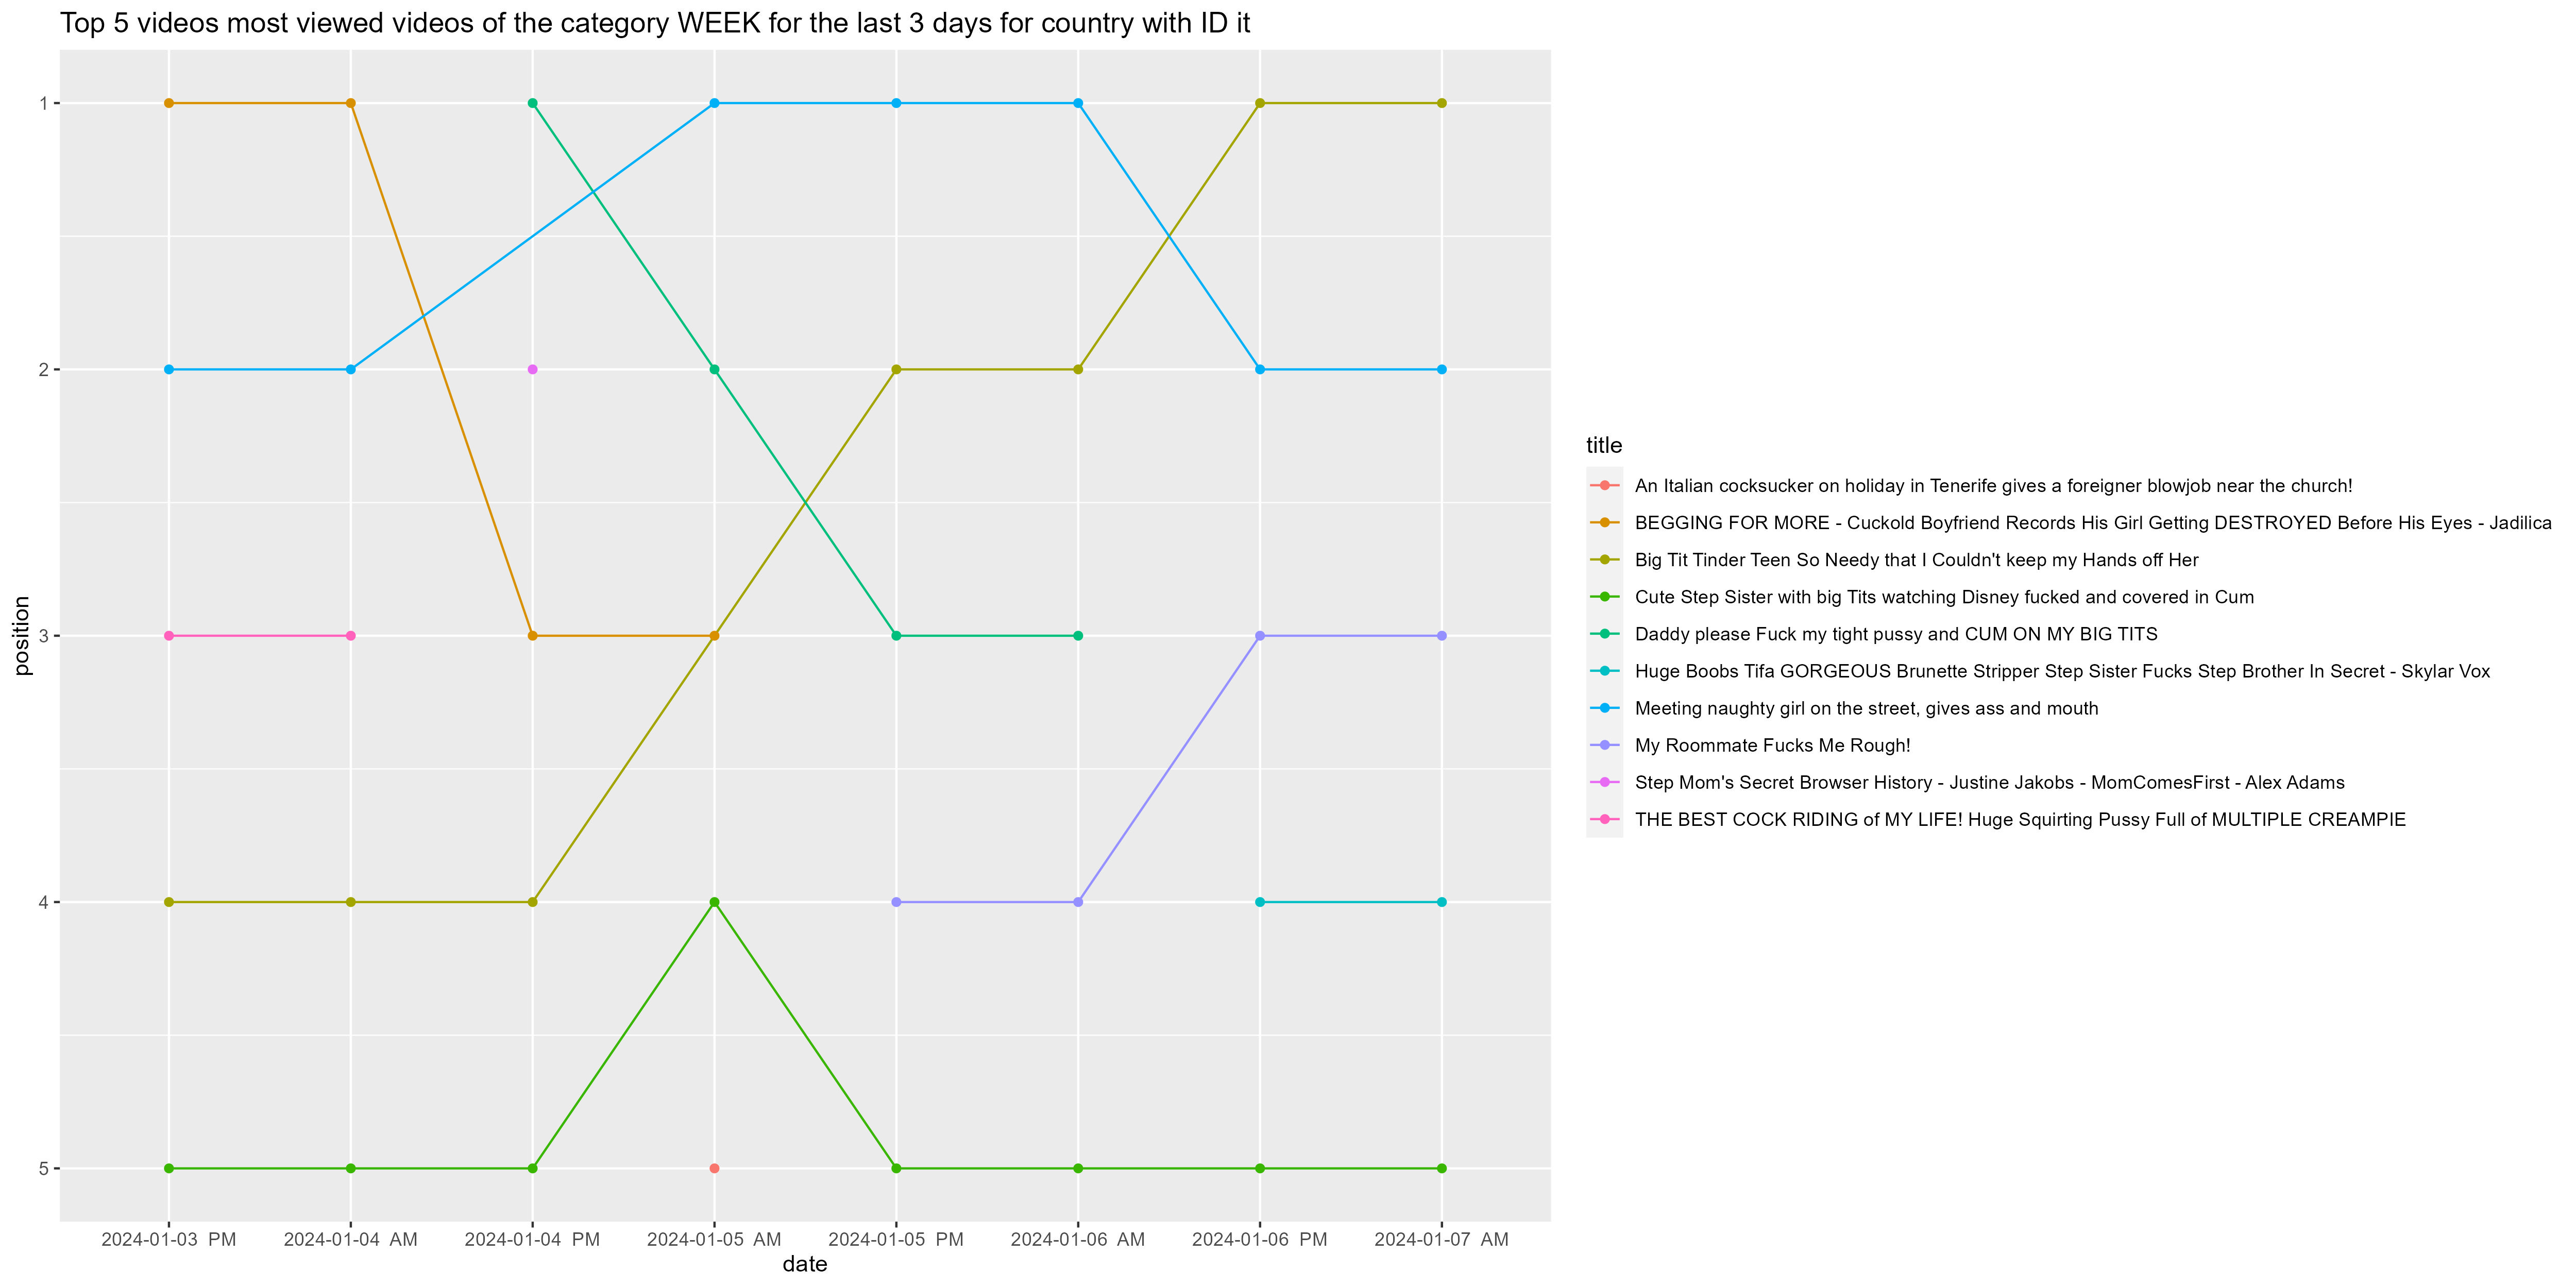 Top 5 videos most viewed videos of the category WEEK for the last 3 days for country with ID it
position
1
2
3
4
5
2024-01-03 PM
2024-01-04 AM
2024-01-04 PM
2024-01-05 AM
2024-01-05 PM
2024-01-06 AM
2024-01-06 PM
2024-01-07 AM
date
title
An Italian cocksucker on holiday in Tenerife gives a foreigner blowjob near the church!
BEGGING FOR MORE - Cuckold Boyfriend Records His Girl Getting DESTROYED Before His Eyes - Jadilica
Big Tit Tinder Teen So Needy that I Couldn't keep my Hands off Her
Cute Step Sister with big Tits watching Disney fucked and covered in Cum
Daddy please Fuck my tight pussy and CUM ON MY BIG TITS
Huge Boobs Tifa GORGEOUS Brunette Stripper Step Sister Fucks Step Brother In Secret - Skylar Vox
Meeting naughty girl on the street, gives ass and mouth
My Roommate Fucks Me Rough!
Step Mom's Secret Browser History - Justine Jakobs - MomComesFirst - Alex Adams
THE BEST COCK RIDING of MY LIFE! Huge Squirting Pussy Full of MULTIPLE CREAMPIE